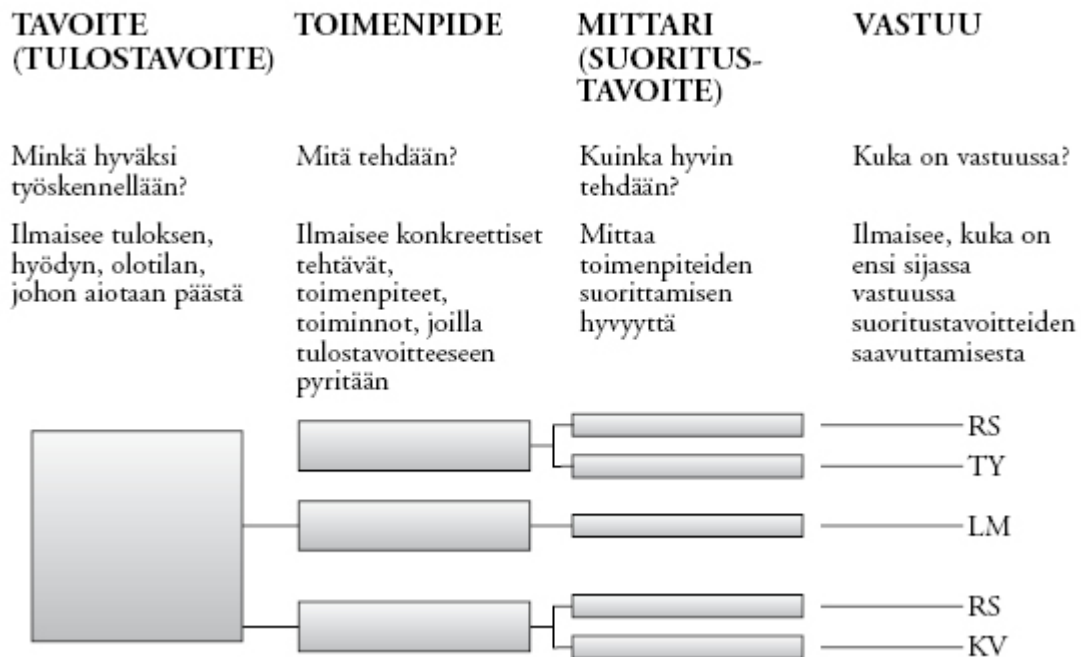 TAVOITE
(TULOSTAVOITE)
TOIMENPIDE
MITTARI
(SUORITUS-
TAVOITE)
VASTUU
Minkä hyväksi
työskennellään?
Mitä tehdään?
Kuinka hyvin
tehdään?
Kuka on vastuussa?
Ilmaisee tuloksen,
hyödyn, olotilan,
johon aiotaan päästä
Ilmaisee konkreettiset
tehtävät,
toimenpiteet,
toiminnot, joilla
tulostavoitteeseen
pyritään
Mittaa
toimenpiteiden
suorittamisen
hyvyyttä
Ilmaisee, kuka on
ensi sijassa
vastuussa
suoritustavoitteiden
saavuttamisesta
RS
TY
LM
RS
KV